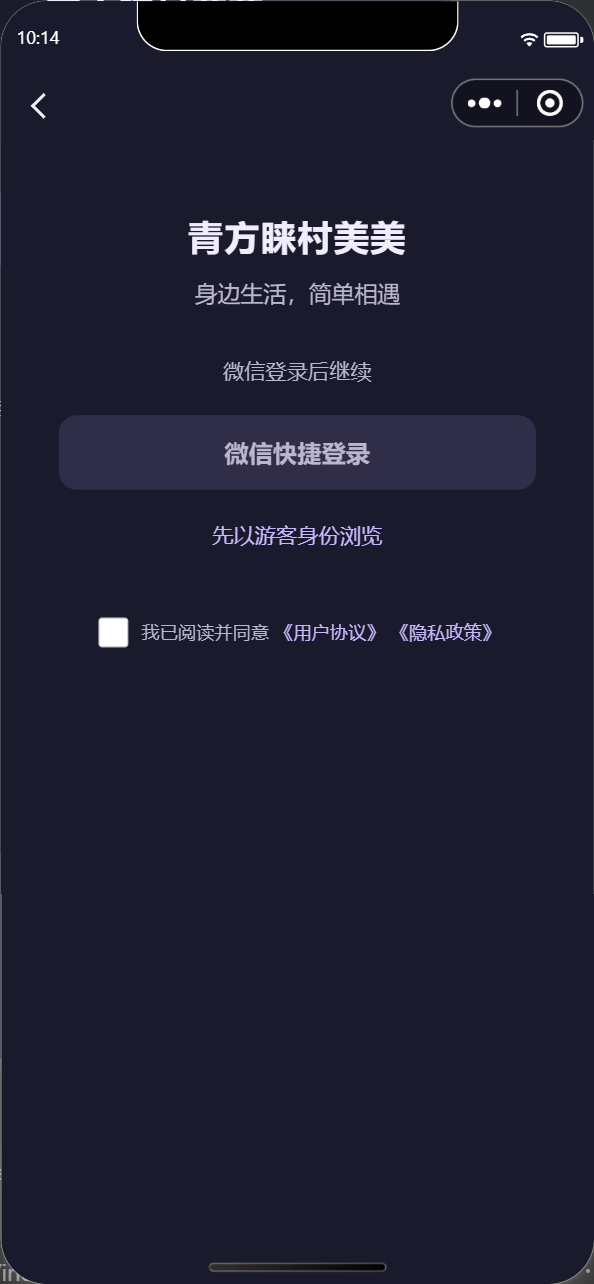 10:14
青方睐村美美
身边生活，简单相遇
微信登录后继续
微信快捷登录
先以游客身份浏览
我已阅读并同意 《用户协议》 《隐私政策》